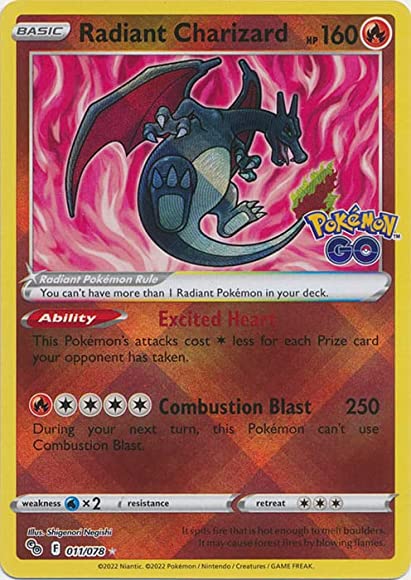 BASIC Radiant Charizard HP 160
Pokémon
GO
Radiant Pokémon Rule
You can't have more than 1 Radiant Pokémon in your deck.
Ability Excited Heart
This Pokémon's attacks cost less for each Prize card
your opponent has taken.
Combustion Blast 250
During your next turn, this Pokémon can't use
Combustion Blast.
weakness ×2 resistance retreat
Illus. Shigenori Negishi
F 011/078
It spits fire that is hot enough to melt boulders.
It may cause forest fires by blowing flames.
©2022 Niantic. ©2022 Pokémon / Nintendo / Creatures / GAME FREAK.